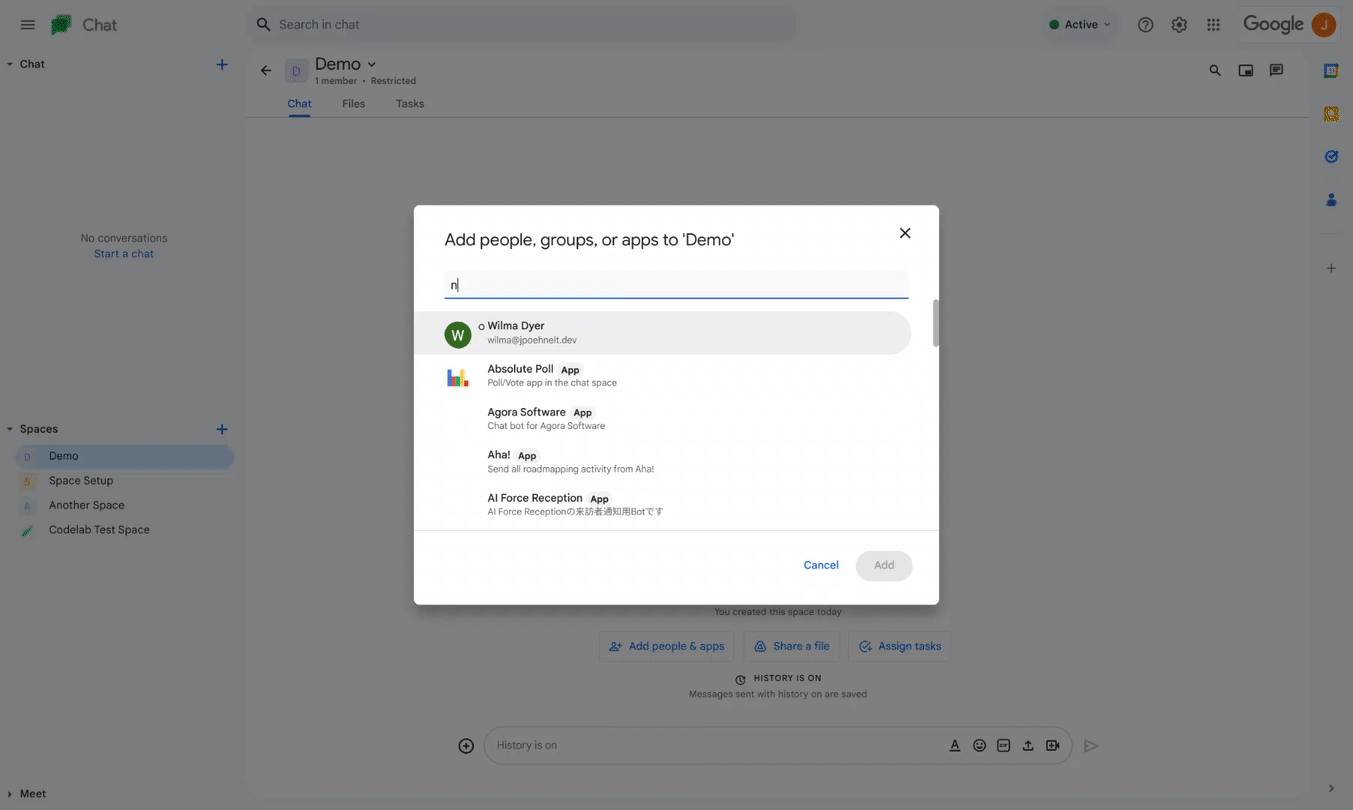 Chat
Search in chat
Active
Google
J
Chat
D
Demo
1 member • Restricted
Chat Files Tasks
No conversations
Start a chat
Add people, groups, or apps to 'Demo'
n
W
Wilma Dyer
wilma@jpoehnelt.dev
Absolute Poll App
Poll/Vote app in the chat space
Agora Software App
Chat bot for Agora Software
Aha! App
Send all roadmapping activity from Aha!
AI Force Reception App
AI Force Receptionの来訪者通知用Botです
Cancel Add
Spaces
D Demo
S Space Setup
A Another Space
Codelab Test Space
You created this space today
Add people & apps
Share a file
Assign tasks
HISTORY IS ON
Messages sent with history on are saved
History is on
GIF
Meet